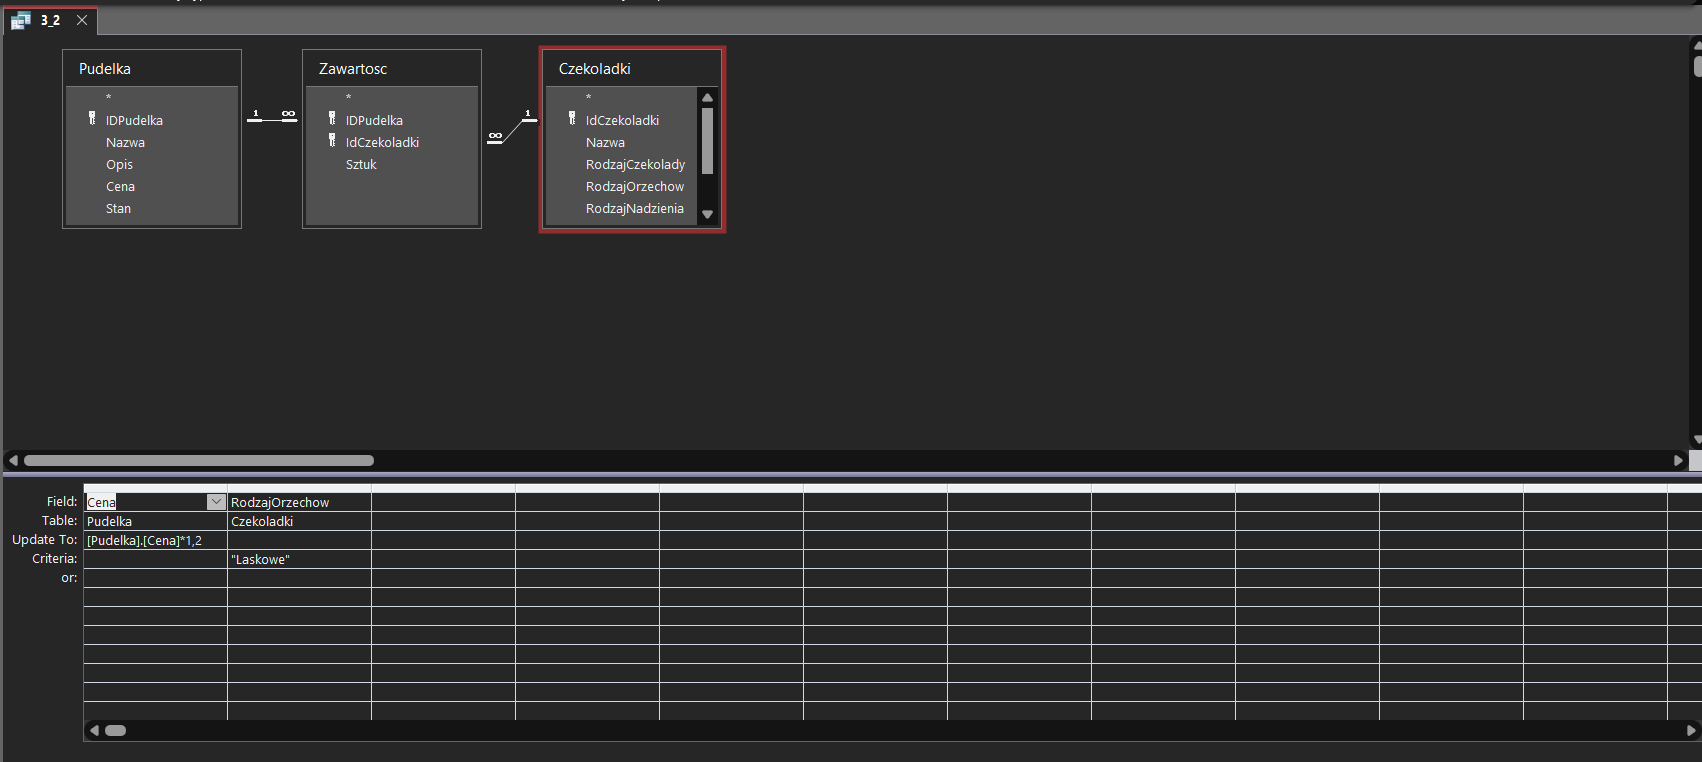 3_2
Pudelka
*
IDPudelka
Nazwa
Opis
Cena
Stan
1 ∞
Zawartosc
*
IDPudelka
IdCzekoladki
Sztuk
∞ 1
Czekoladki
*
IdCzekoladki
Nazwa
RodzajCzekolady
RodzajOrzechow
RodzajNadzienia
Field: Cena RodzajOrzechow
Table: Pudelka Czekoladki
Update To: [Pudelka].[Cena]*1,2
Criteria: "Laskowe"
or: